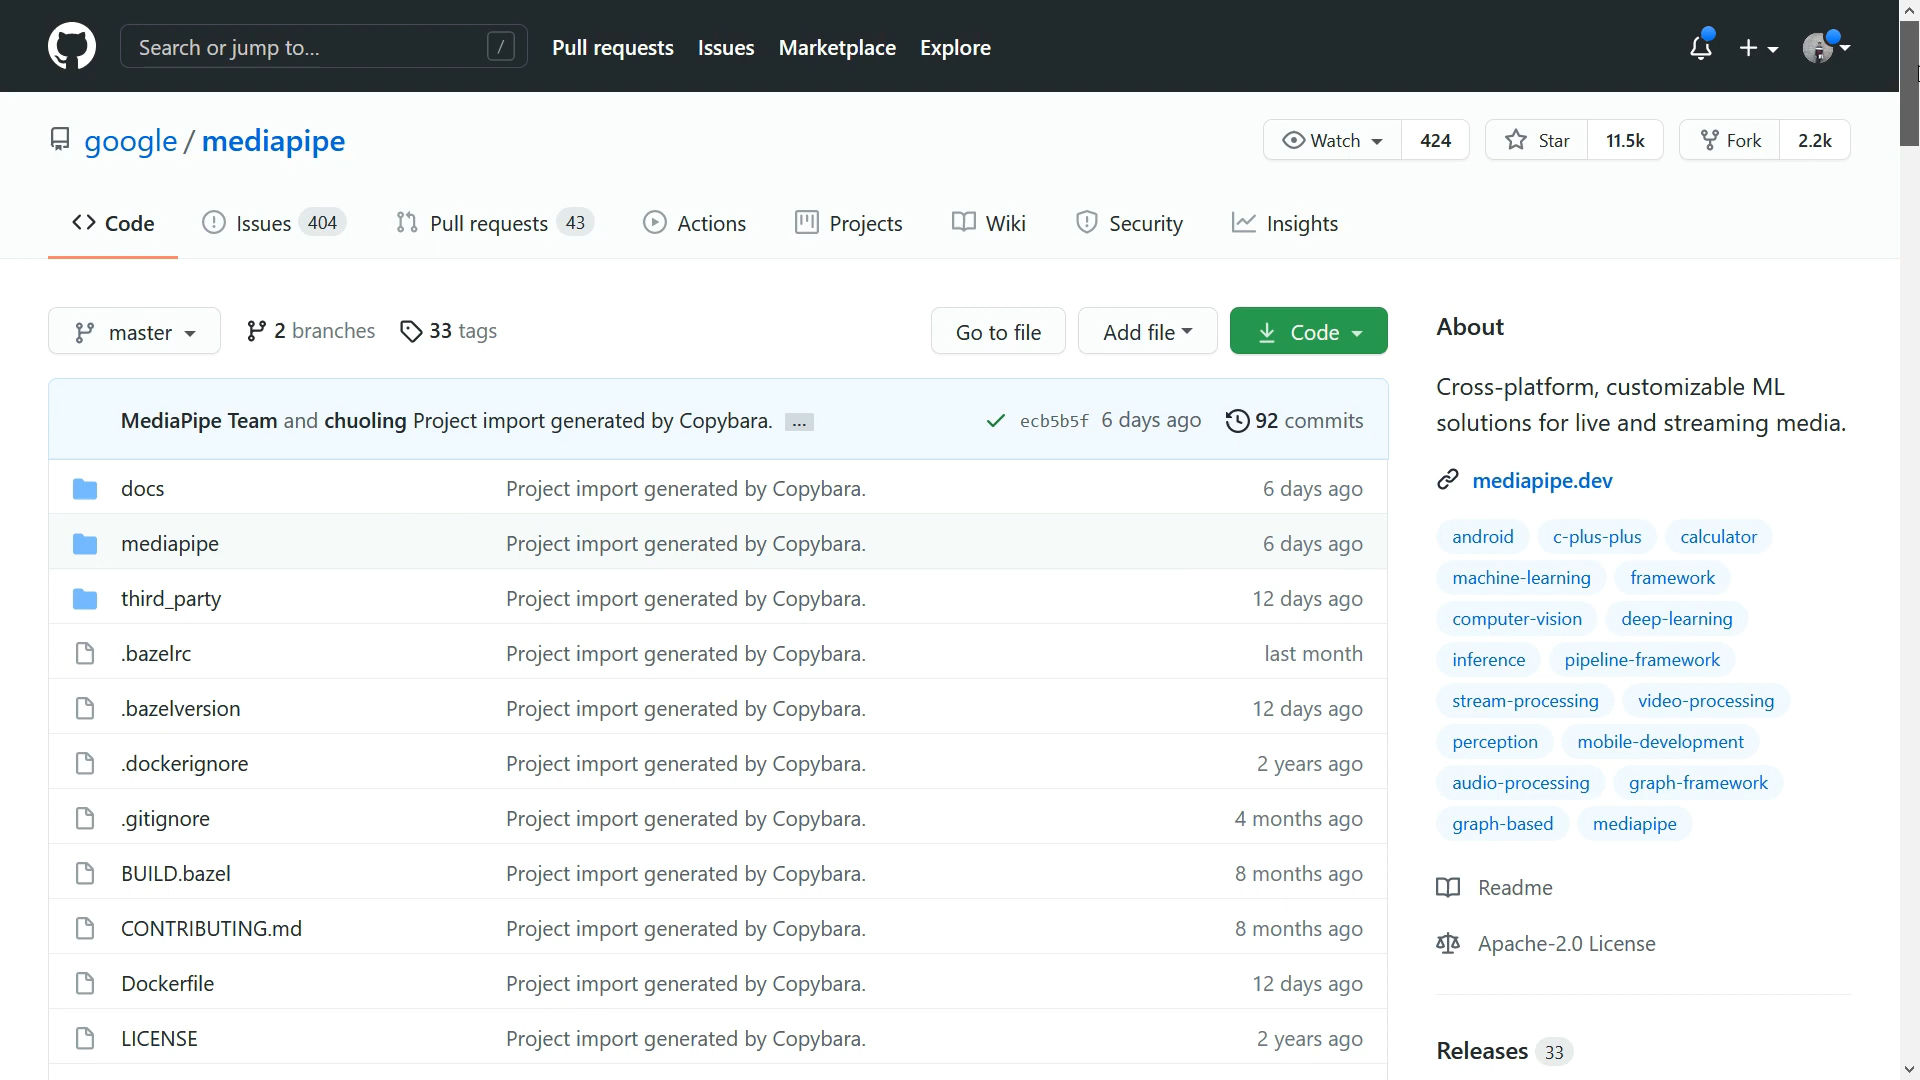 Search or jump to... /
Pull requests Issues Marketplace Explore
google / mediapipe
Watch 424 Star 11.5k Fork 2.2k
Code Issues 404 Pull requests 43 Actions Projects Wiki Security Insights
master 2 branches 33 tags Go to file Add file Code
MediaPipe Team and chuoling Project import generated by Copybara. ... ecb5b5f 6 days ago 92 commits
docs Project import generated by Copybara. 6 days ago
mediapipe Project import generated by Copybara. 6 days ago
third_party Project import generated by Copybara. 12 days ago
.bazelrc Project import generated by Copybara. last month
.bazelversion Project import generated by Copybara. 12 days ago
.dockerignore Project import generated by Copybara. 2 years ago
.gitignore Project import generated by Copybara. 4 months ago
BUILD.bazel Project import generated by Copybara. 8 months ago
CONTRIBUTING.md Project import generated by Copybara. 8 months ago
Dockerfile Project import generated by Copybara. 12 days ago
LICENSE Project import generated by Copybara. 2 years ago
About
Cross-platform, customizable ML
solutions for live and streaming media.
mediapipe.dev
android c-plus-plus calculator
machine-learning framework
computer-vision deep-learning
inference pipeline-framework
stream-processing video-processing
perception mobile-development
audio-processing graph-framework
graph-based mediapipe
Readme
Apache-2.0 License
Releases 33